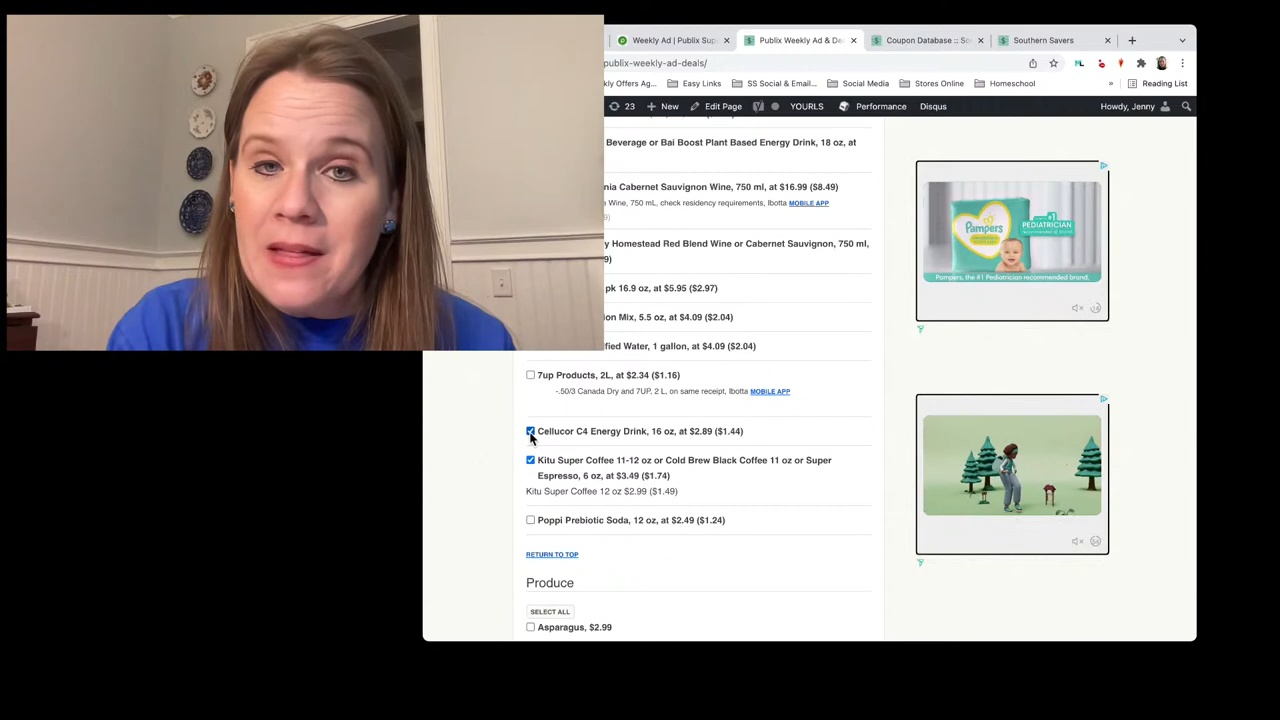 Weekly Ad | Publix Sup
Publix Weekly Ad & De
Coupon Database :: So
Southern Savers
publix-weekly-ad-deals/
kly Offers Ag...
Easy Links
SS Social & Email...
Social Media
Stores Online
Homeschool
»
Reading List
23
New
Edit Page
YOURLS
Performance
Disqus
Howdy, Jenny
Beverage or Bai Boost Plant Based Energy Drink, 18 oz, at
nia Cabernet Sauvignon Wine, 750 ml, at $16.99 ($8.49)
n Wine, 750 mL, check residency requirements, Ibotta MOBILE APP
9)
y Homestead Red Blend Wine or Cabernet Sauvignon, 750 ml,
9)
pk 16.9 oz, at $5.95 ($2.97)
on Mix, 5.5 oz, at $4.09 ($2.04)
fied Water, 1 gallon, at $4.09 ($2.04)
7up Products, 2L, at $2.34 ($1.16)
-.50/3 Canada Dry and 7UP, 2 L, on same receipt, Ibotta MOBILE APP
Cellucor C4 Energy Drink, 16 oz, at $2.89 ($1.44)
Kitu Super Coffee 11-12 oz or Cold Brew Black Coffee 11 oz or Super
Espresso, 6 oz, at $3.49 ($1.74)
Kitu Super Coffee 12 oz $2.99 ($1.49)
Poppi Prebiotic Soda, 12 oz, at $2.49 ($1.24)
RETURN TO TOP
Produce
SELECT ALL
Asparagus, $2.99
Pampers
#1
PEDIATRICIAN
Pampers, the #1 Pediatrician recommended brand.